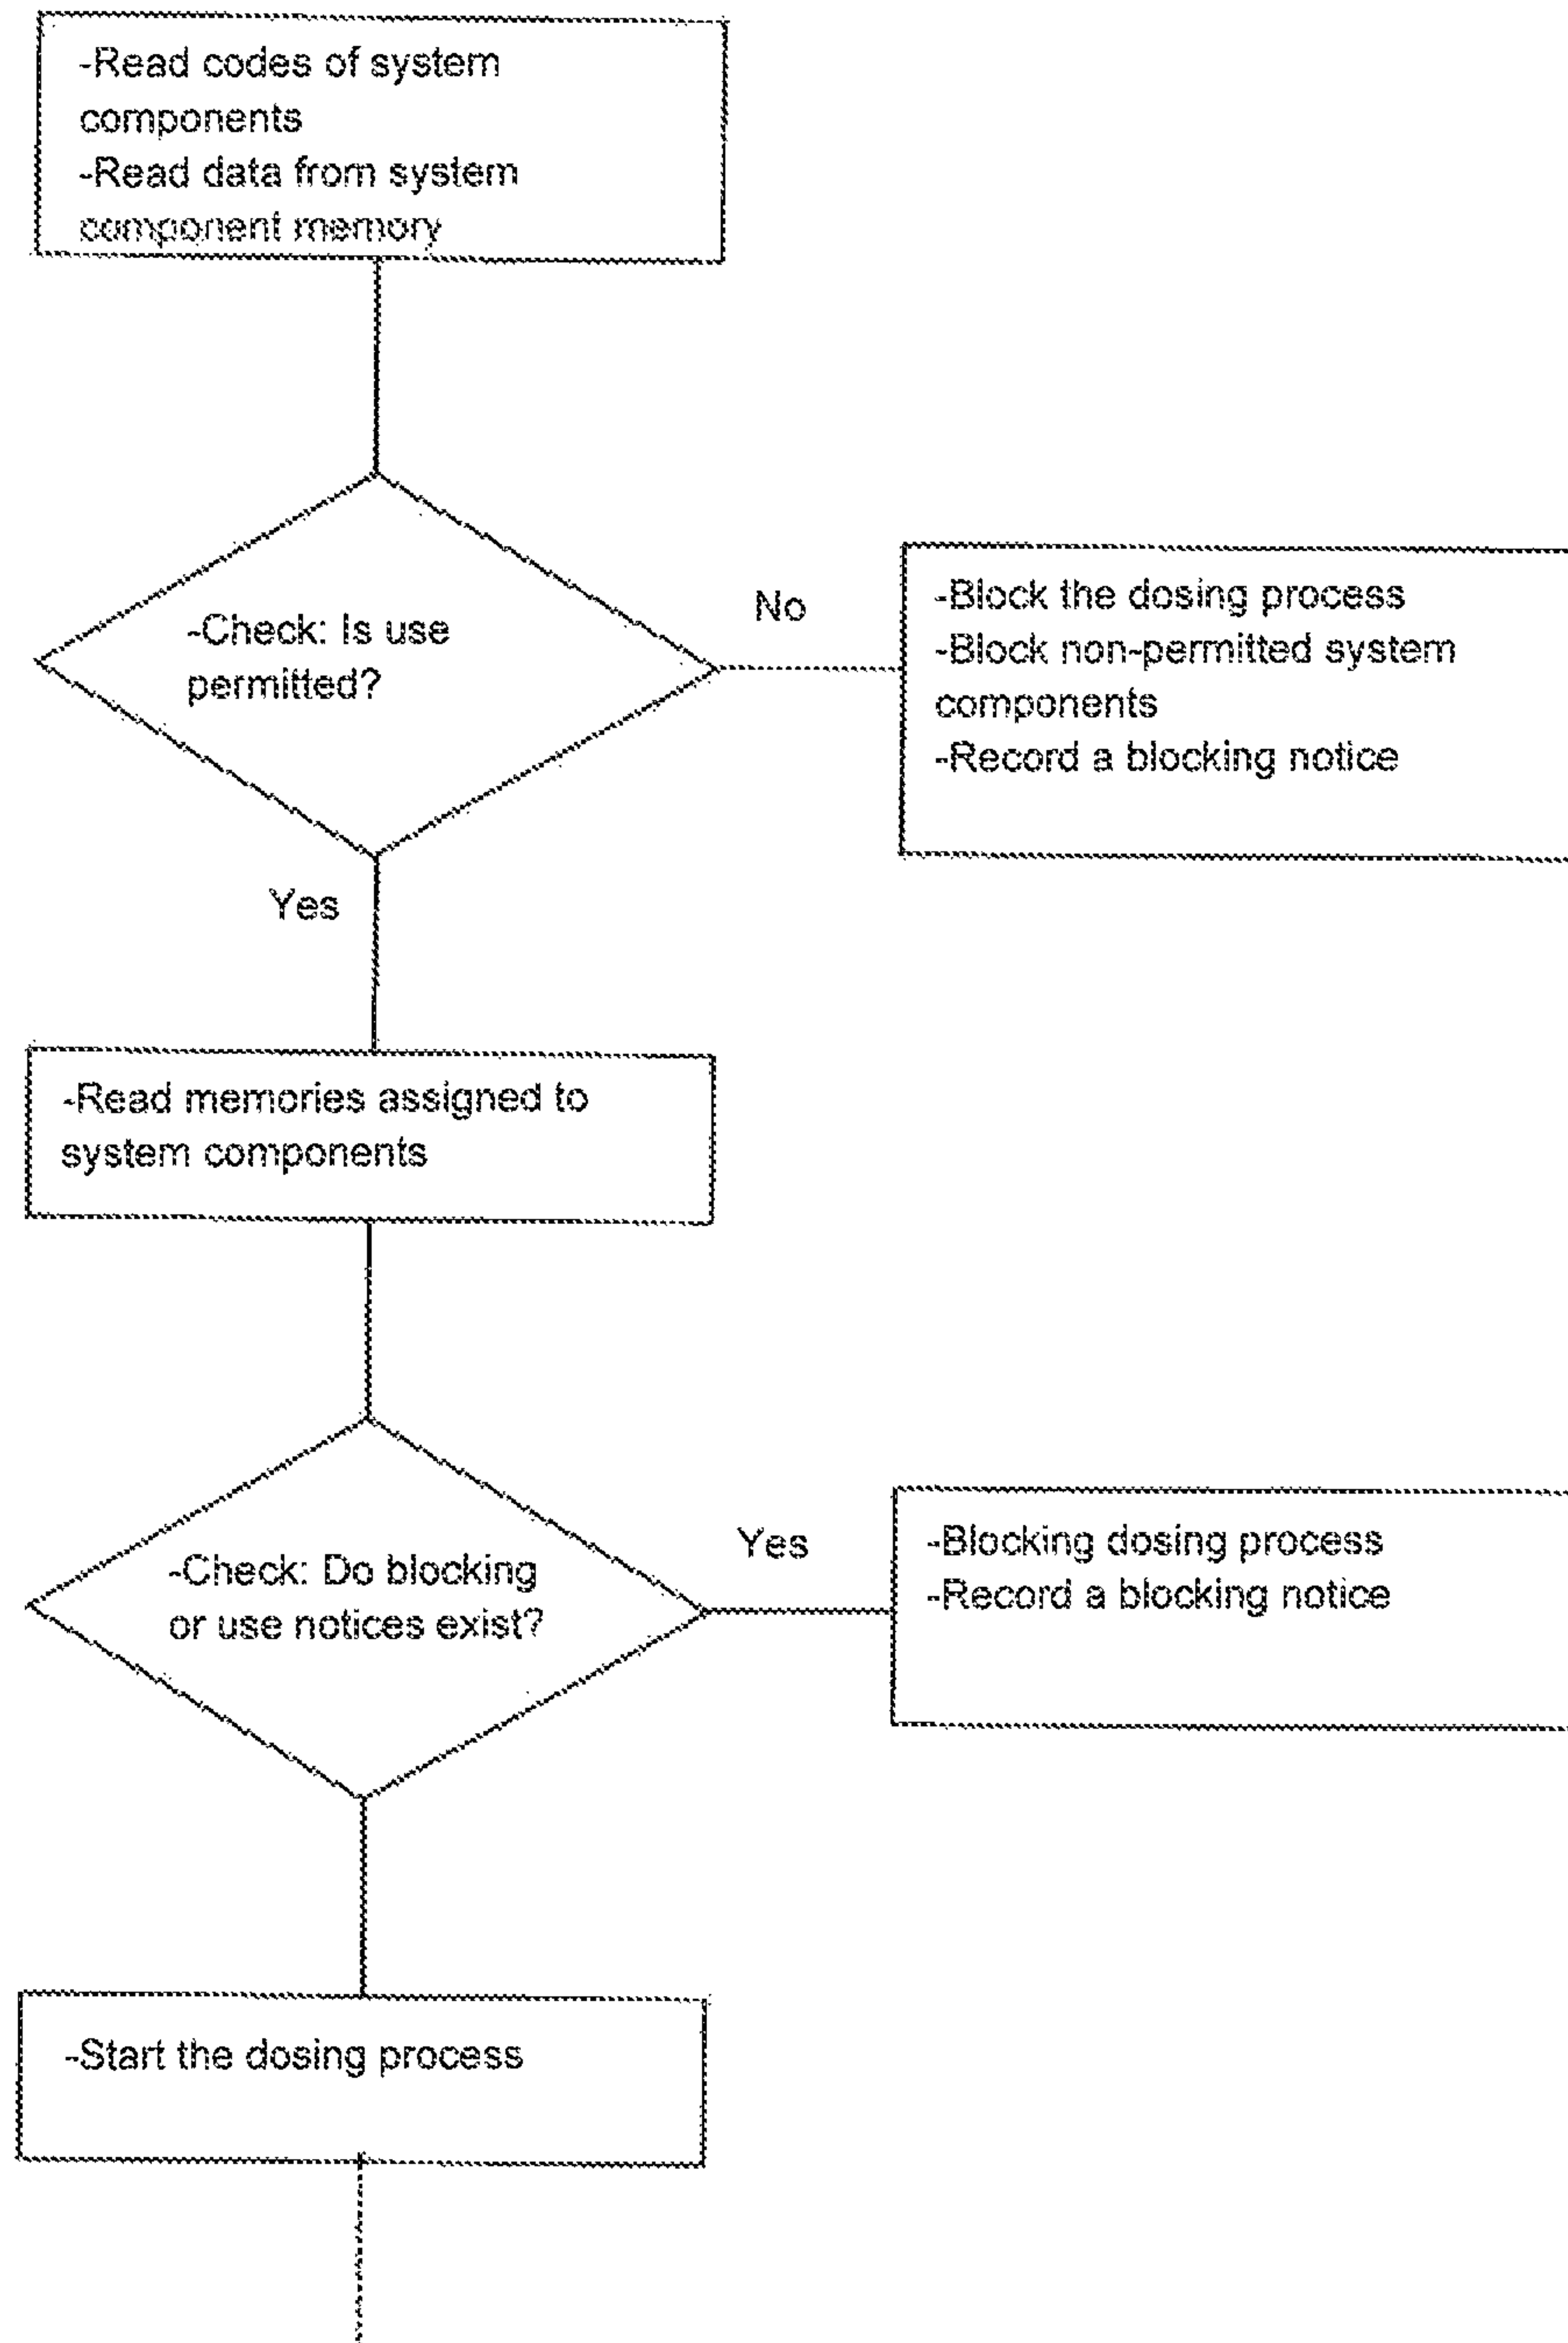 -Read codes of system
components
-Read data from system
component memory
-Check: Is use
permitted?
No
-Block the dosing process
-Block non-permitted system
components
-Record a blocking notice
Yes
-Read memories assigned to
system components
-Check: Do blocking
or use notices exist?
Yes
-Blocking dosing process
-Record a blocking notice
-Start the dosing process